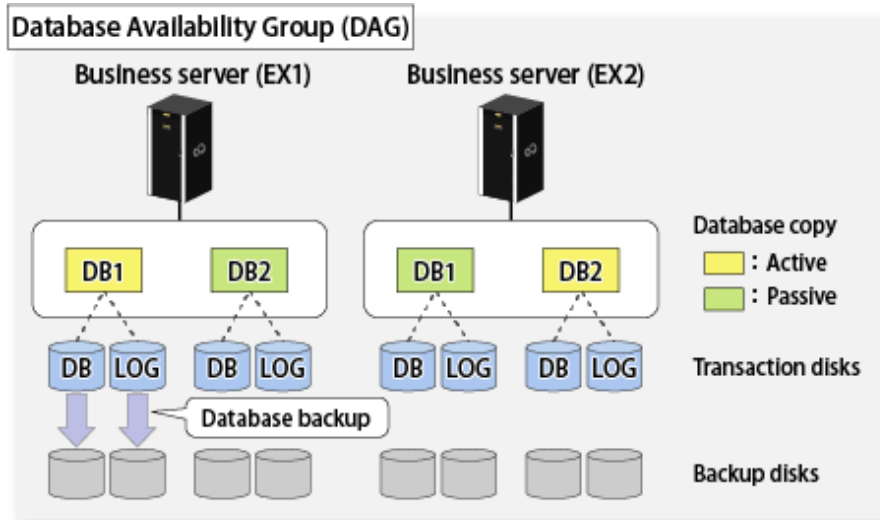 Database Availability Group (DAG)
Business server (EX1)
Business server (EX2)
DB1
DB2
DB1
DB2
Database copy
: Active
: Passive
DB
LOG
DB
LOG
DB
LOG
DB
LOG
Transaction disks
Database backup
Backup disks